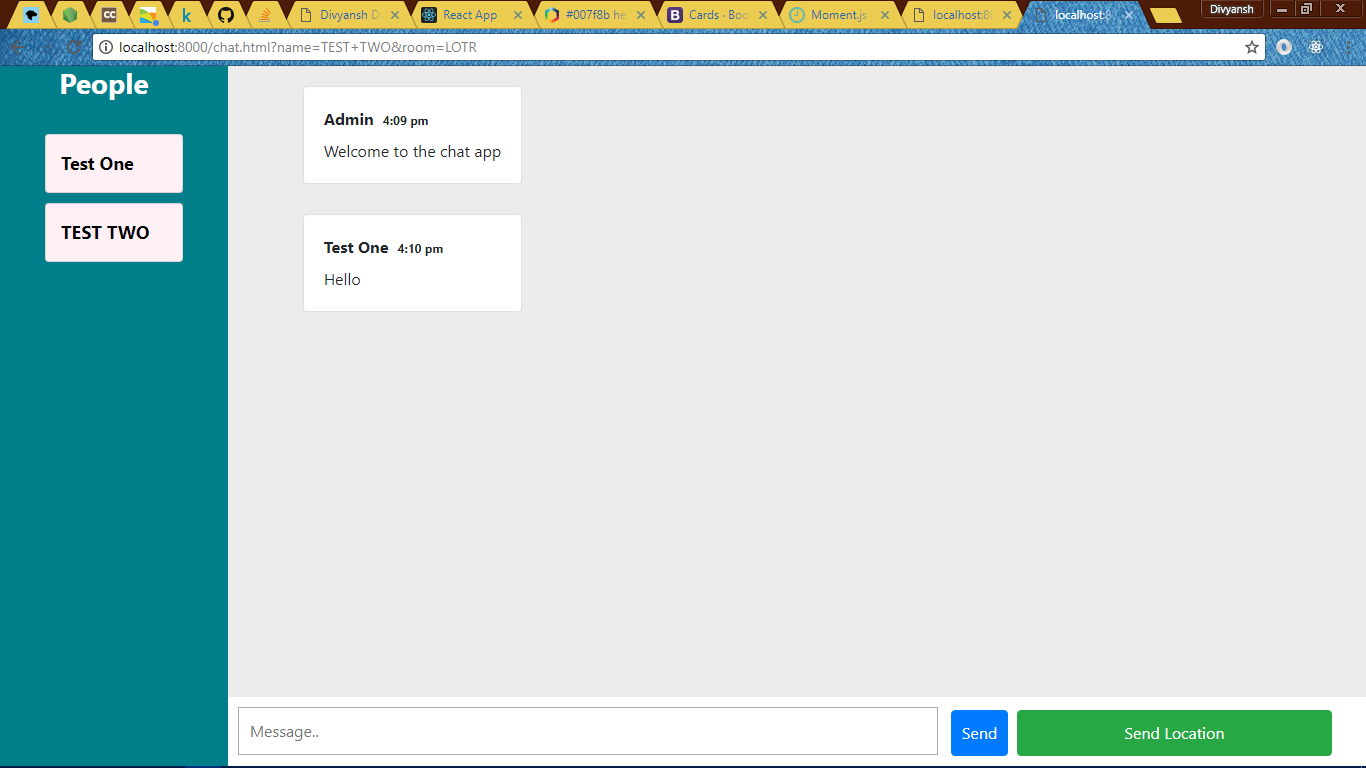 Divyansh D
React App
#007f8b he
Cards · Boo
Moment.js
localhost:80
localhost:8
Divyansh
localhost:8000/chat.html?name=TEST+TWO&room=LOTR
People
Test One
TEST TWO
Admin 4:09 pm
Welcome to the chat app
Test One 4:10 pm
Hello
Message..
Send
Send Location